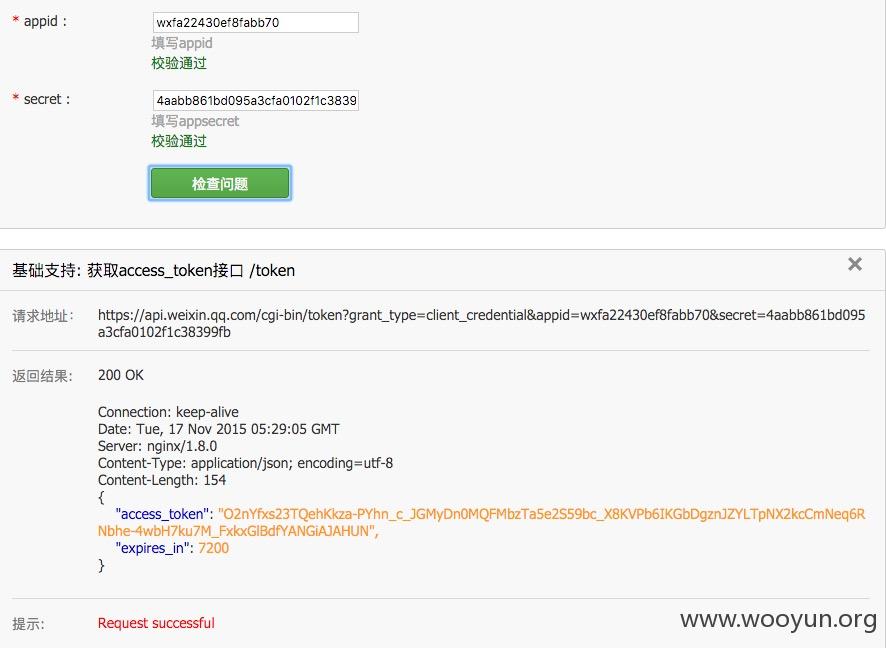 * appid : wxfa22430ef8fabb70
填写appid
校验通过
* secret : 4aabb861bd095a3cfa0102f1c3839
填写appsecret
校验通过
检查问题
基础支持: 获取access_token接口 /token
请求地址: https://api.weixin.qq.com/cgi-bin/token?grant_type=client_credential&appid=wxfa22430ef8fabb70&secret=4aabb861bd095
a3cfa0102f1c38399fb
返回结果: 200 OK
Connection: keep-alive
Date: Tue, 17 Nov 2015 05:29:05 GMT
Server: nginx/1.8.0
Content-Type: application/json; encoding=utf-8
Content-Length: 154
{
"access_token": "O2nYfxs23TQehKkza-PYhn_c_JGMyDn0MQFMbzTa5e2S59bc_X8KVPb6IKGbDgznJZYLTpNX2kcCmNeq6R
Nbhe-4wbH7ku7M_FxkxGlBdfYANGiAJAHUN",
"expires_in": 7200
}
提示: Request successful
www.wooyun.org